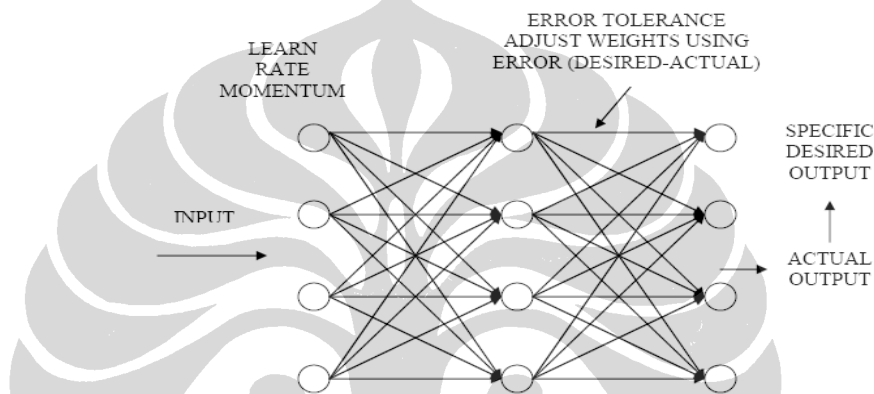 LEARN
RATE
MOMENTUM
ERROR TOLERANCE
ADJUST WEIGHTS USING
ERROR (DESIRED-ACTUAL)
INPUT
SPECIFIC
DESIRED
OUTPUT
ACTUAL
OUTPUT